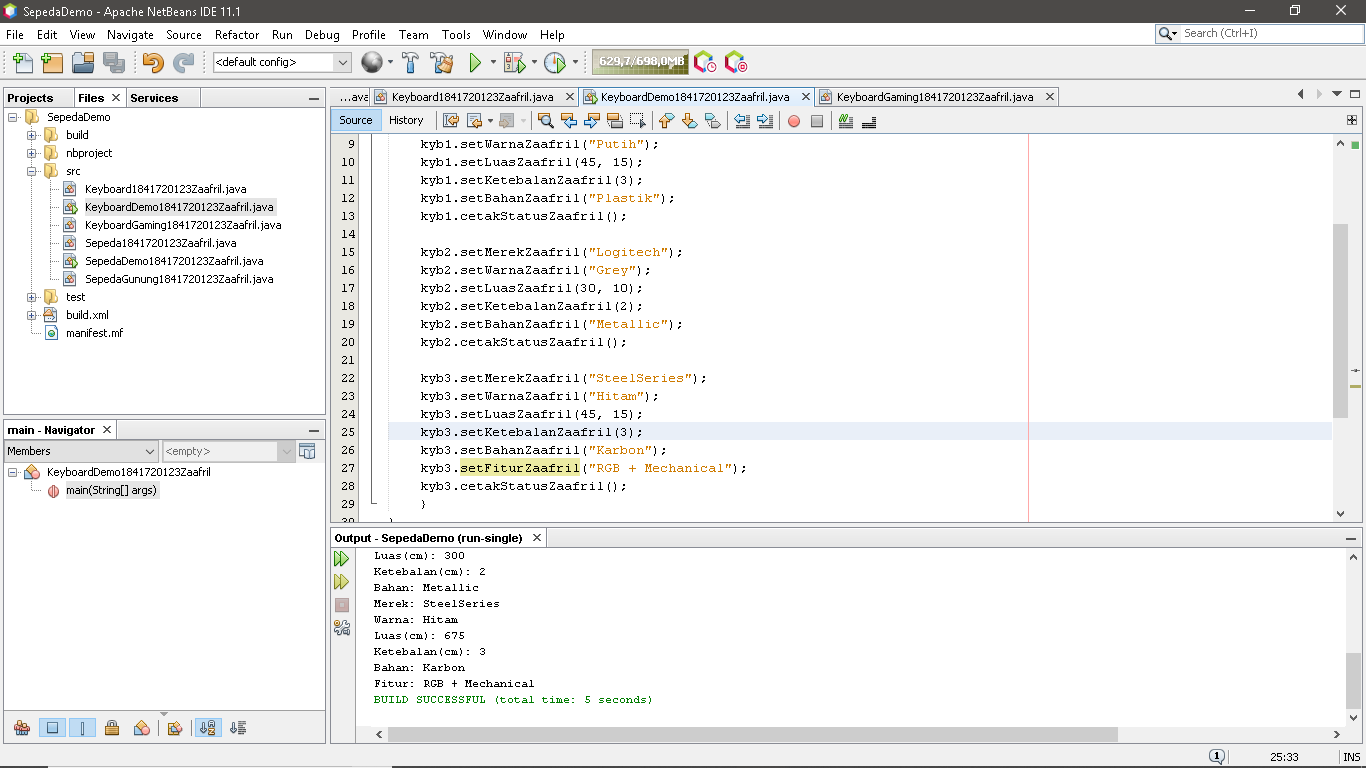 SepedaDemo - Apache NetBeans IDE 11.1
File Edit View Navigate Source Refactor Run Debug Profile Team Tools Window Help
Search (Ctrl+I)
<default config>
629,7/698,0MB
Projects Files Services
SepedaDemo
build
nbproject
src
Keyboard1841720123Zaafril.java
KeyboardDemo1841720123Zaafril.java
KeyboardGaming1841720123Zaafril.java
Sepeda1841720123Zaafril.java
SepedaDemo1841720123Zaafril.java
SepedaGunung1841720123Zaafril.java
test
build.xml
manifest.mf
main - Navigator
Members <empty>
KeyboardDemo1841720123Zaafril
main(String[] args)
...ava Keyboard1841720123Zaafril.java KeyboardDemo1841720123Zaafril.java KeyboardGaming1841720123Zaafril.java
Source History
9 kyb1.setWarnaZaafril("Putih");
10 kyb1.setLuasZaafril(45, 15);
11 kyb1.setKetebalanZaafril(3);
12 kyb1.setBahanZaafril("Plastik");
13 kyb1.cetakStatusZaafril();
14
15 kyb2.setMerekZaafril("Logitech");
16 kyb2.setWarnaZaafril("Grey");
17 kyb2.setLuasZaafril(30, 10);
18 kyb2.setKetebalanZaafril(2);
19 kyb2.setBahanZaafril("Metallic");
20 kyb2.cetakStatusZaafril();
21
22 kyb3.setMerekZaafril("SteelSeries");
23 kyb3.setWarnaZaafril("Hitam");
24 kyb3.setLuasZaafril(45, 15);
25 kyb3.setKetebalanZaafril(3);
26 kyb3.setBahanZaafril("Karbon");
27 kyb3.setFiturZaafril("RGB + Mechanical");
28 kyb3.cetakStatusZaafril();
29 }
30 }
Output - SepedaDemo (run-single)
Luas(cm): 300
Ketebalan(cm): 2
Bahan: Metallic
Merek: SteelSeries
Warna: Hitam
Luas(cm): 675
Ketebalan(cm): 3
Bahan: Karbon
Fitur: RGB + Mechanical
BUILD SUCCESSFUL (total time: 5 seconds)
1 25:33 INS